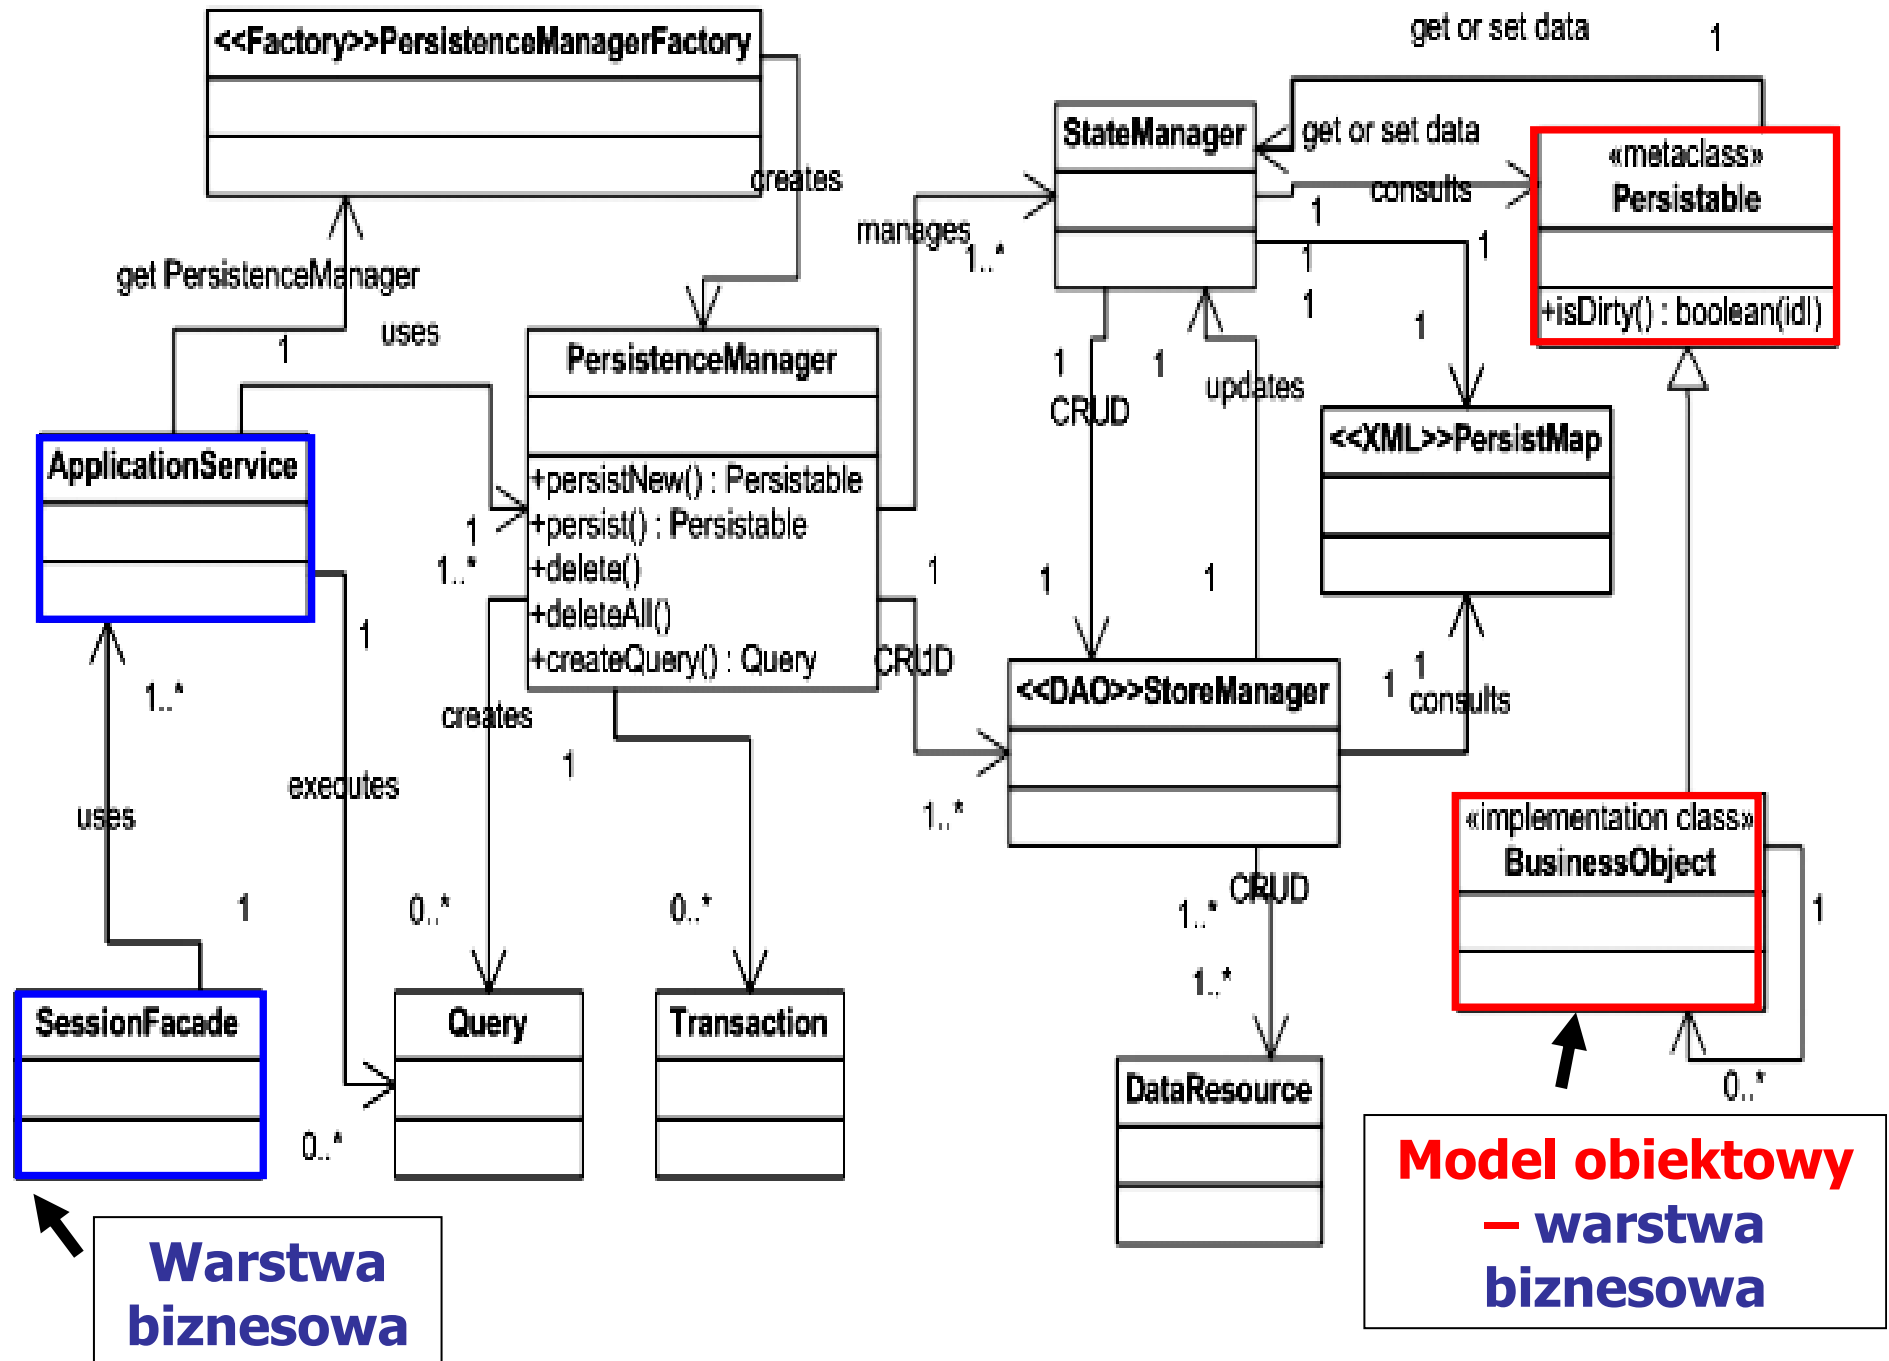 <<Factory>>PersistenceManagerFactory
get or set data
1
StateManager
get or set data
«metaclass»
Persistable
creates
consults
1
manages
1..*
1
1
1
get PersistenceManager
+isDirty() : boolean(idl)
1
uses
1
PersistenceManager
1
1
updates
CRUD
<<XML>>PersistMap
ApplicationService
+persistNew() : Persistable
+persist() : Persistable
+delete()
+deleteAll()
+createQuery() : Query
1
1..*
1
1
1
1
CRUD
1
1..*
<<DAO>>StoreManager
1
1
consults
creates
1
executes
uses
1..*
«implementation class»
BusinessObject
CRUD
1
0..*
0..*
1..*
1
1..*
SessionFacade
Query
Transaction
DataResource
0..*
0..*
Model obiektowy
– warstwa
biznesowa
Warstwa
biznesowa